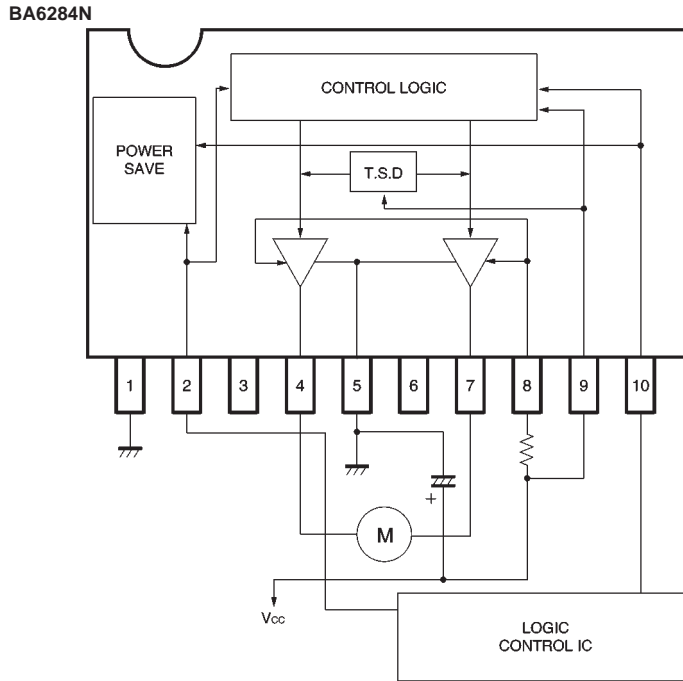 BA6284N
CONTROL LOGIC
POWER
SAVE
T.S.D
1 2 3 4 5 6 7 8 9 10
+
M
Vcc
LOGIC
CONTROL IC